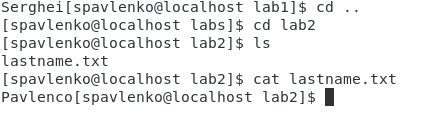 Serghei[spavlenko@localhost lab1]$ cd ..
[spavlenko@localhost labs]$ cd lab2
[spavlenko@localhost lab2]$ ls
lastname.txt
[spavlenko@localhost lab2]$ cat lastname.txt
Pavlenco[spavlenko@localhost lab2]$